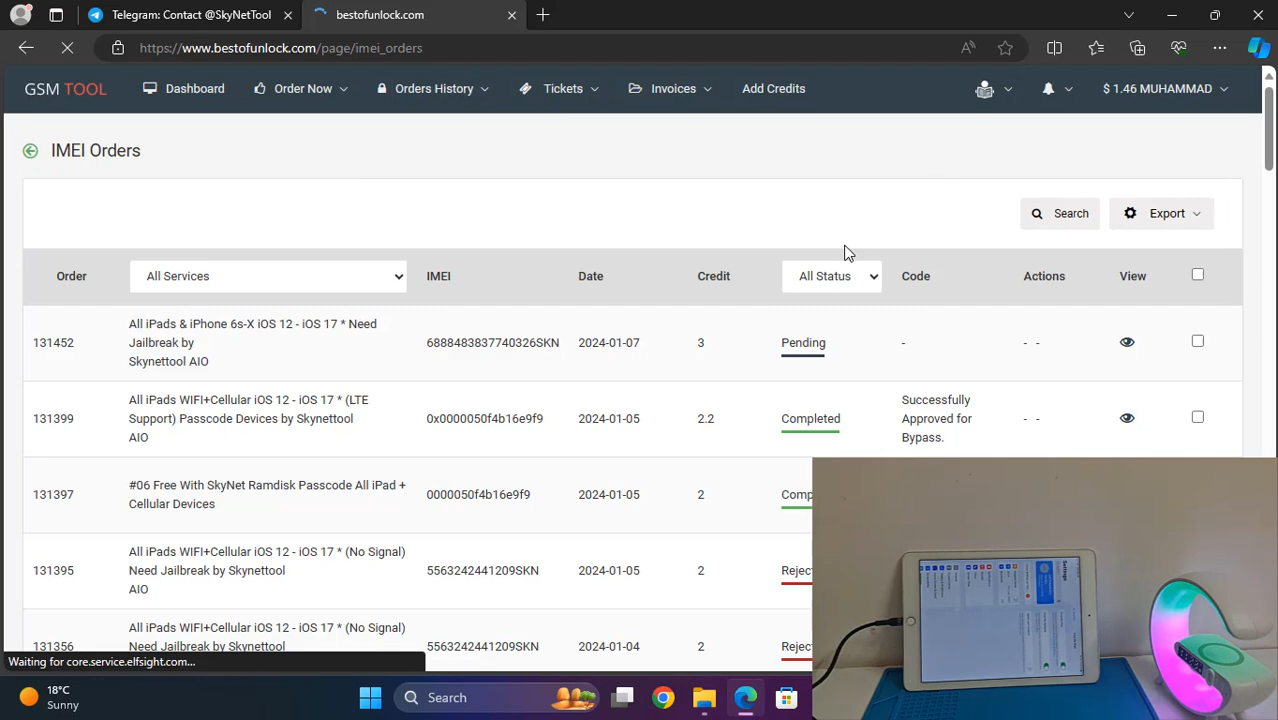 Telegram: Contact @SkyNetTool
bestofunlock.com
https://www.bestofunlock.com/page/imei_orders
GSM TOOL
Dashboard
Order Now
Orders History
Tickets
Invoices
Add Credits
$ 1.46 MUHAMMAD
IMEI Orders
Search
Export
Order
All Services
IMEI
Date
Credit
All Status
Code
Actions
View
131452
All iPads & iPhone 6s-X iOS 12 - iOS 17 * Need
Jailbreak by
Skynettool AIO
6888483837740326SKN
2024-01-07
3
Pending
-
- -
131399
All iPads WIFI+Cellular iOS 12 - iOS 17 * (LTE
Support) Passcode Devices by Skynettool
AIO
0x0000050f4b16e9f9
2024-01-05
2.2
Completed
Successfully
Approved for
Bypass.
- -
131397
#06 Free With SkyNet Ramdisk Passcode All iPad +
Cellular Devices
0000050f4b16e9f9
2024-01-05
2
Comp
131395
All iPads WIFI+Cellular iOS 12 - iOS 17 * (No Signal)
Need Jailbreak by Skynettool
AIO
5563242441209SKN
2024-01-05
2
Reject
131356
All iPads WIFI+Cellular iOS 12 - iOS 17 * (No Signal)
Need Jailbreak by Skynettool
5563242441209SKN
2024-01-04
2
Reject
Waiting for core.service.elfsight.com...
18°C
Sunny
Search
Settings